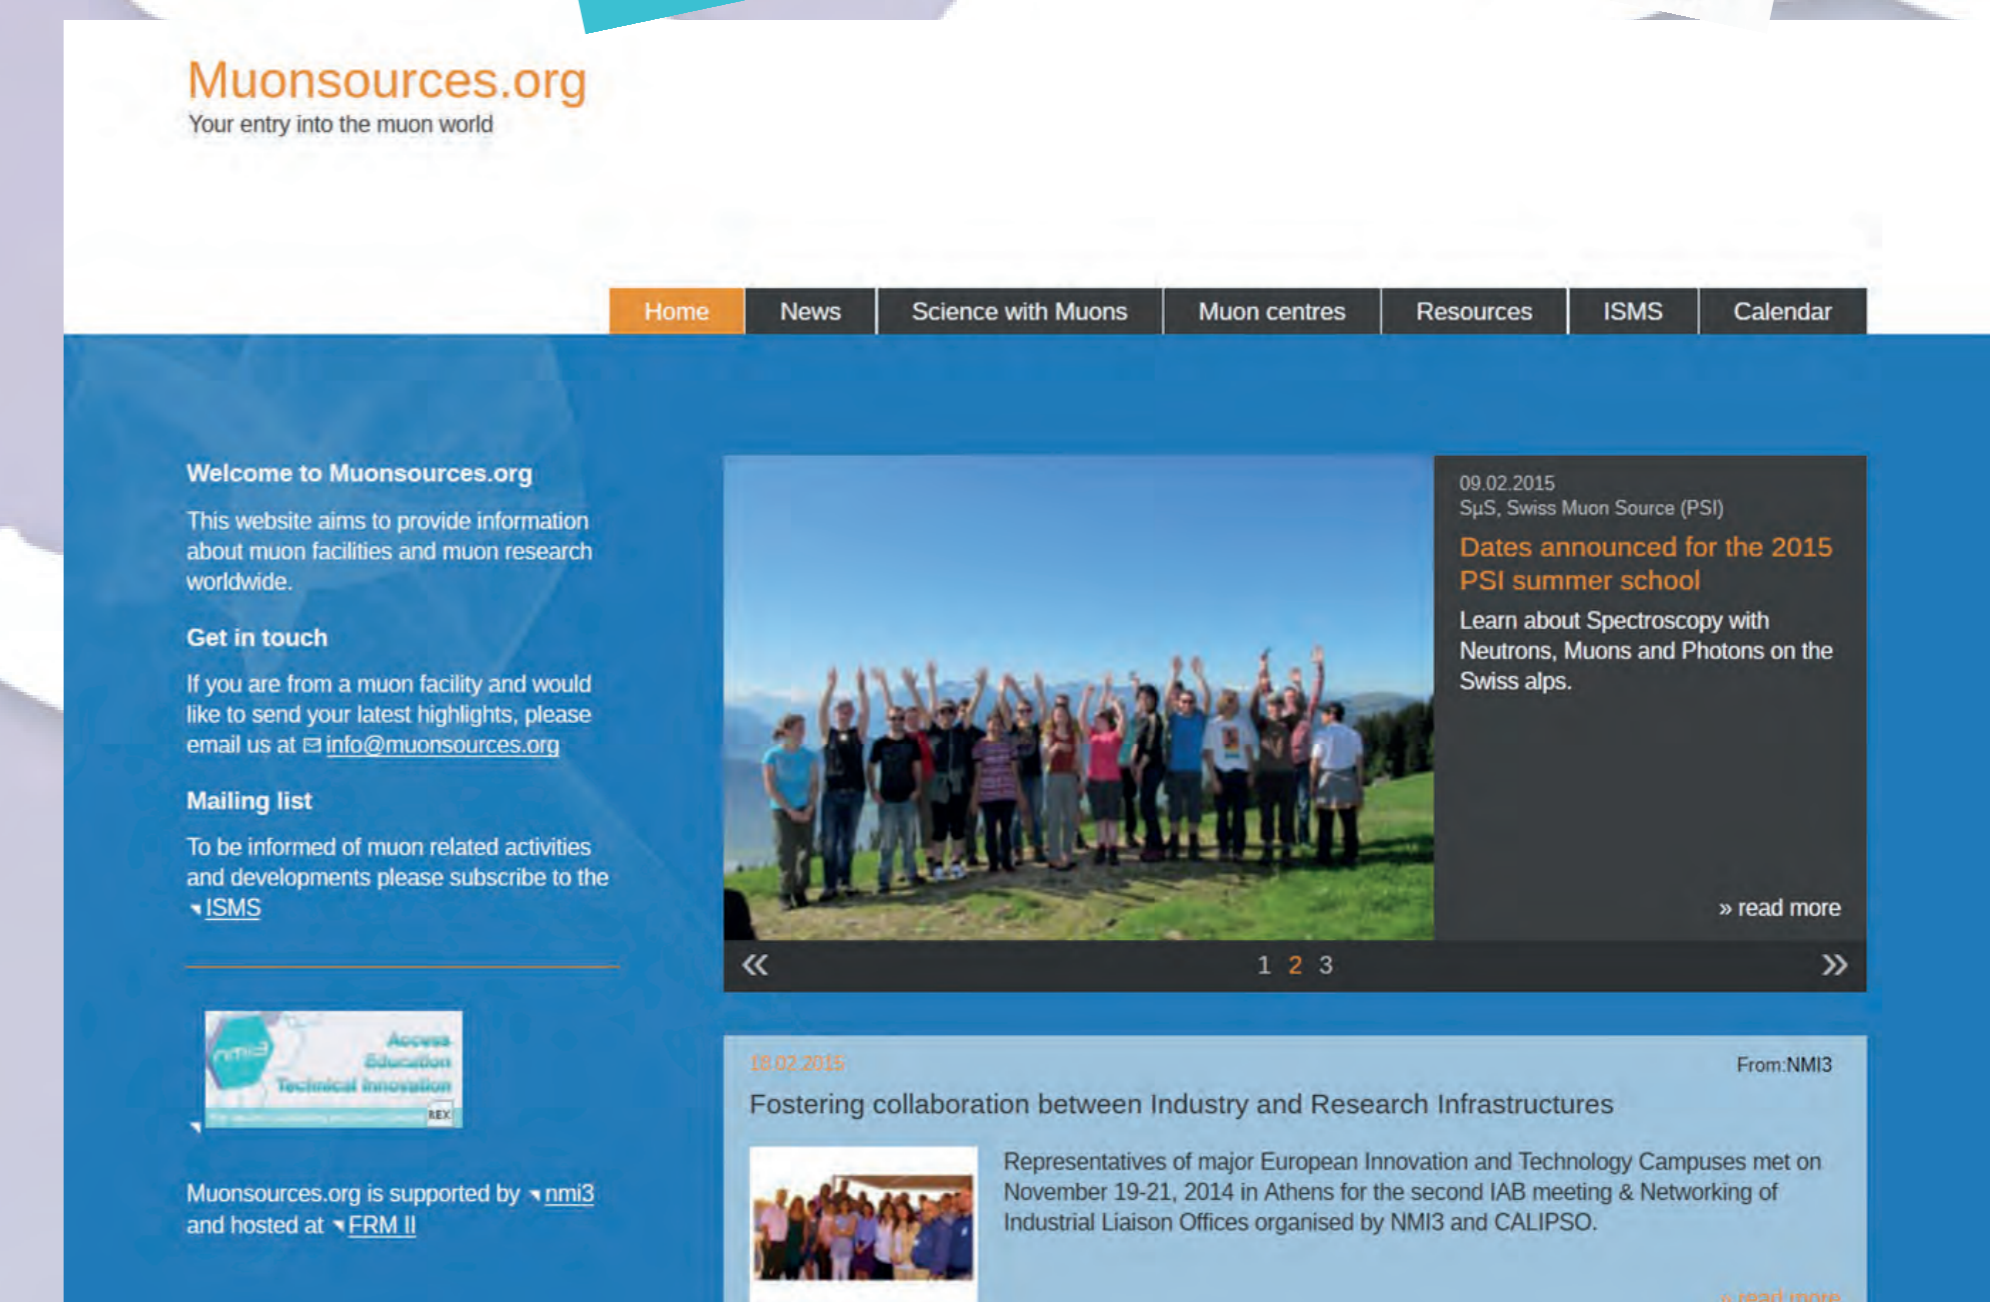 Muonsources.org
Your entry into the muon world
Home News Science with Muons Muon centres Resources ISMS Calendar
Welcome to Muonsources.org
This website aims to provide information
about muon facilities and muon research
worldwide.
Get in touch
If you are from a muon facility and would
like to send your latest highlights, please
email us at info@muonsources.org
Mailing list
To be informed of muon related activities
and developments please subscribe to the
ISMS
nmi3
Access
Education
Technical Innovation
REX
Muonsources.org is supported by nmi3
and hosted at FRM II
09.02.2015
SµS, Swiss Muon Source (PSI)
Dates announced for the 2015
PSI summer school
Learn about Spectroscopy with
Neutrons, Muons and Photons on the
Swiss alps.
» read more
« 1 2 3 »
18.02.2015
From:NMI3
Fostering collaboration between Industry and Research Infrastructures
Representatives of major European Innovation and Technology Campuses met on
November 19-21, 2014 in Athens for the second IAB meeting & Networking of
Industrial Liaison Offices organised by NMI3 and CALIPSO.
» read more